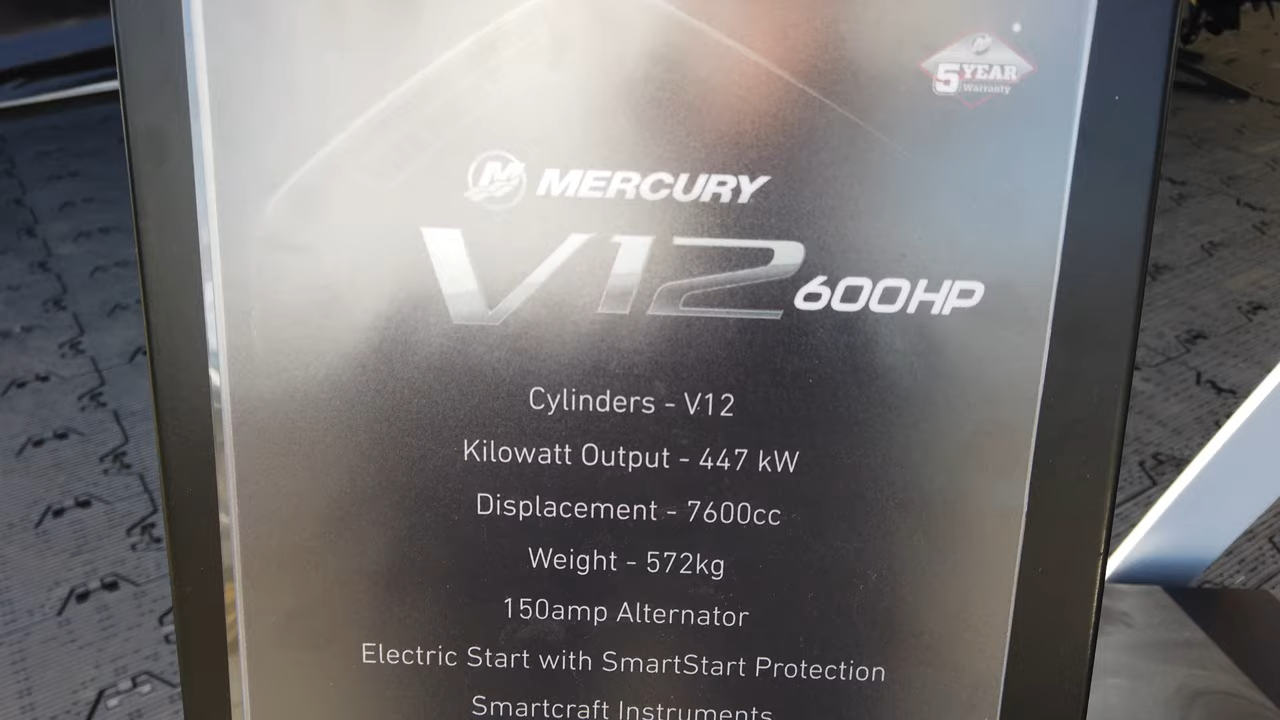 5 YEAR
Warranty
MERCURY
V12 600HP
Cylinders - V12
Kilowatt Output - 447 kW
Displacement - 7600cc
Weight - 572kg
150amp Alternator
Electric Start with SmartStart Protection
Smartcraft Instruments